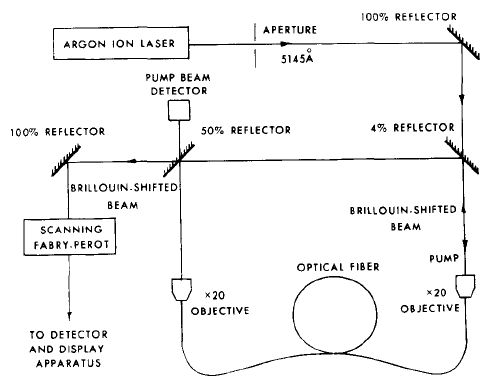 100% REFLECTOR
ARGON ION LASER
APERTURE
5145Å
PUMP BEAM
DETECTOR
100% REFLECTOR
50% REFLECTOR
4% REFLECTOR
BRILLOUIN-SHIFTED
BEAM
BRILLOUIN-SHIFTED
BEAM
SCANNING
FABRY-PEROT
PUMP
OPTICAL FIBER
×20
OBJECTIVE
×20
OBJECTIVE
TO DETECTOR
AND DISPLAY
APPARATUS